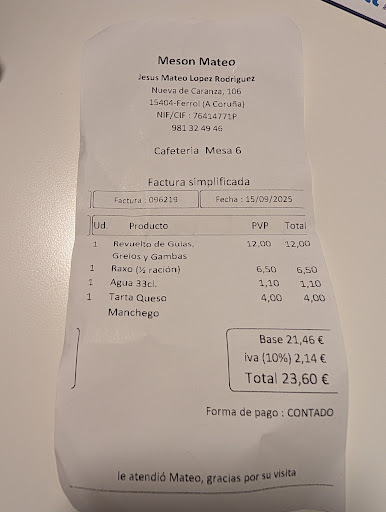 Meson Mateo
Jesus Mateo Lopez Rodriguez
Nueva de Caranza, 106
15404-Ferrol (A Coruña)
NIF/CIF : 76414771P
981 32 49 46
Cafeteria Mesa 6
Factura simplificada
Factura : 096219 Fecha : 15/09/2025
Ud. Producto PVP Total
1 Revuelto de Gulas, 12,00 12,00
Grelos y Gambas
1 Raxo (½ ración) 6,50 6,50
1 Agua 33cl. 1,10 1,10
1 Tarta Queso 4,00 4,00
Manchego
Base 21,46 €
iva (10%) 2,14 €
Total 23,60 €
Forma de pago : CONTADO
le atendió Mateo, gracias por su visita